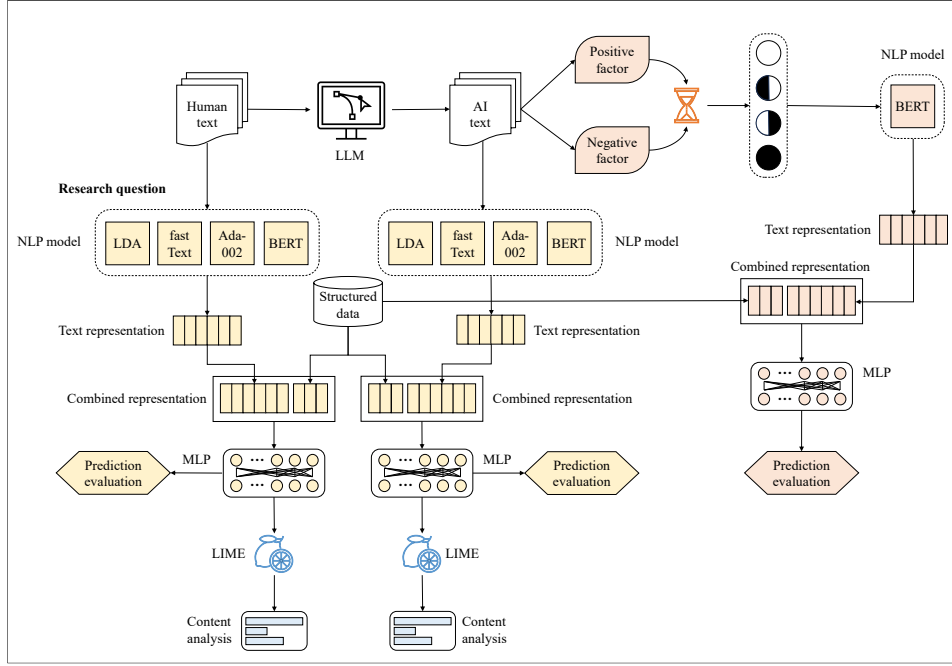 Positive
factor
NLP model
Human
text
AI
text
BERT
LLM
Negative
factor
Research question
NLP model
LDA
fast
Text
Ada-
002
BERT
LDA
fast
Text
Ada-
002
BERT
NLP model
Text representation
Combined representation
Structured
data
Text representation
Text representation
MLP
Combined representation
Combined representation
MLP
MLP
Prediction
evaluation
Prediction
evaluation
Prediction
evaluation
LIME
LIME
Content
analysis
Content
analysis